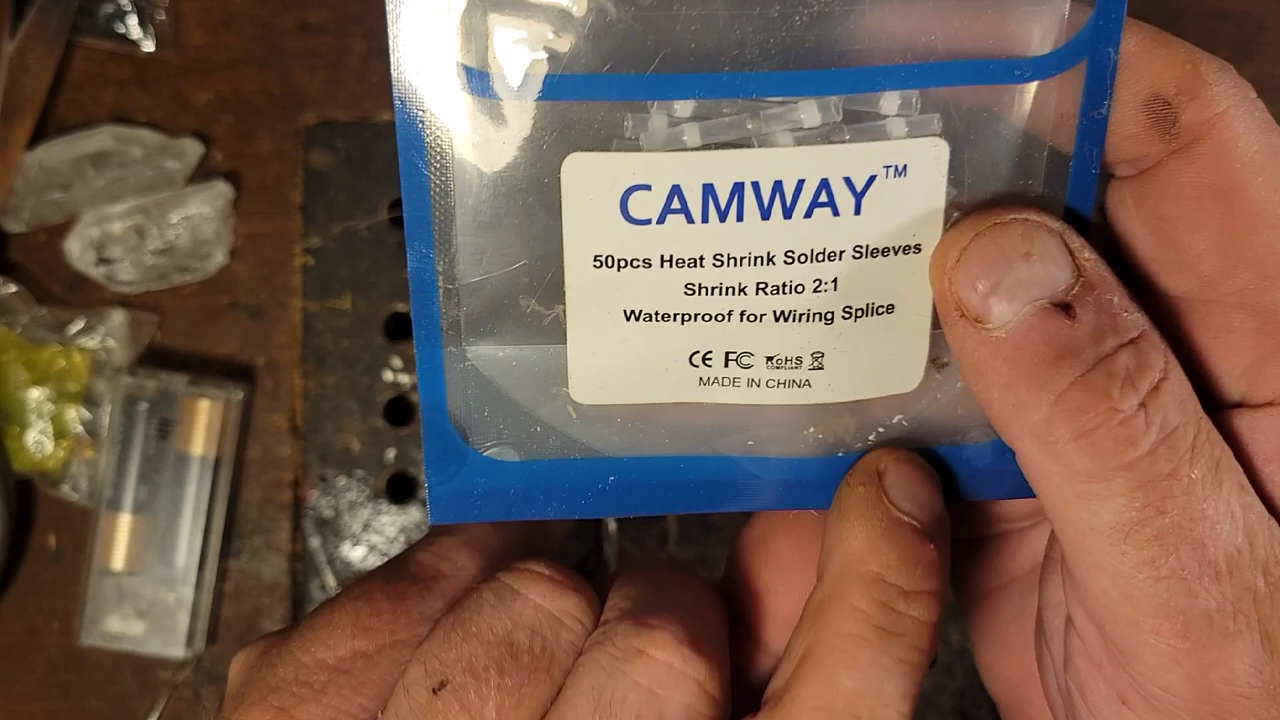 CAMWAY™
50pcs Heat Shrink Solder Sleeves
Shrink Ratio 2:1
Waterproof for Wiring Splice
CE FC RoHS
COMPLIANT
MADE IN CHINA